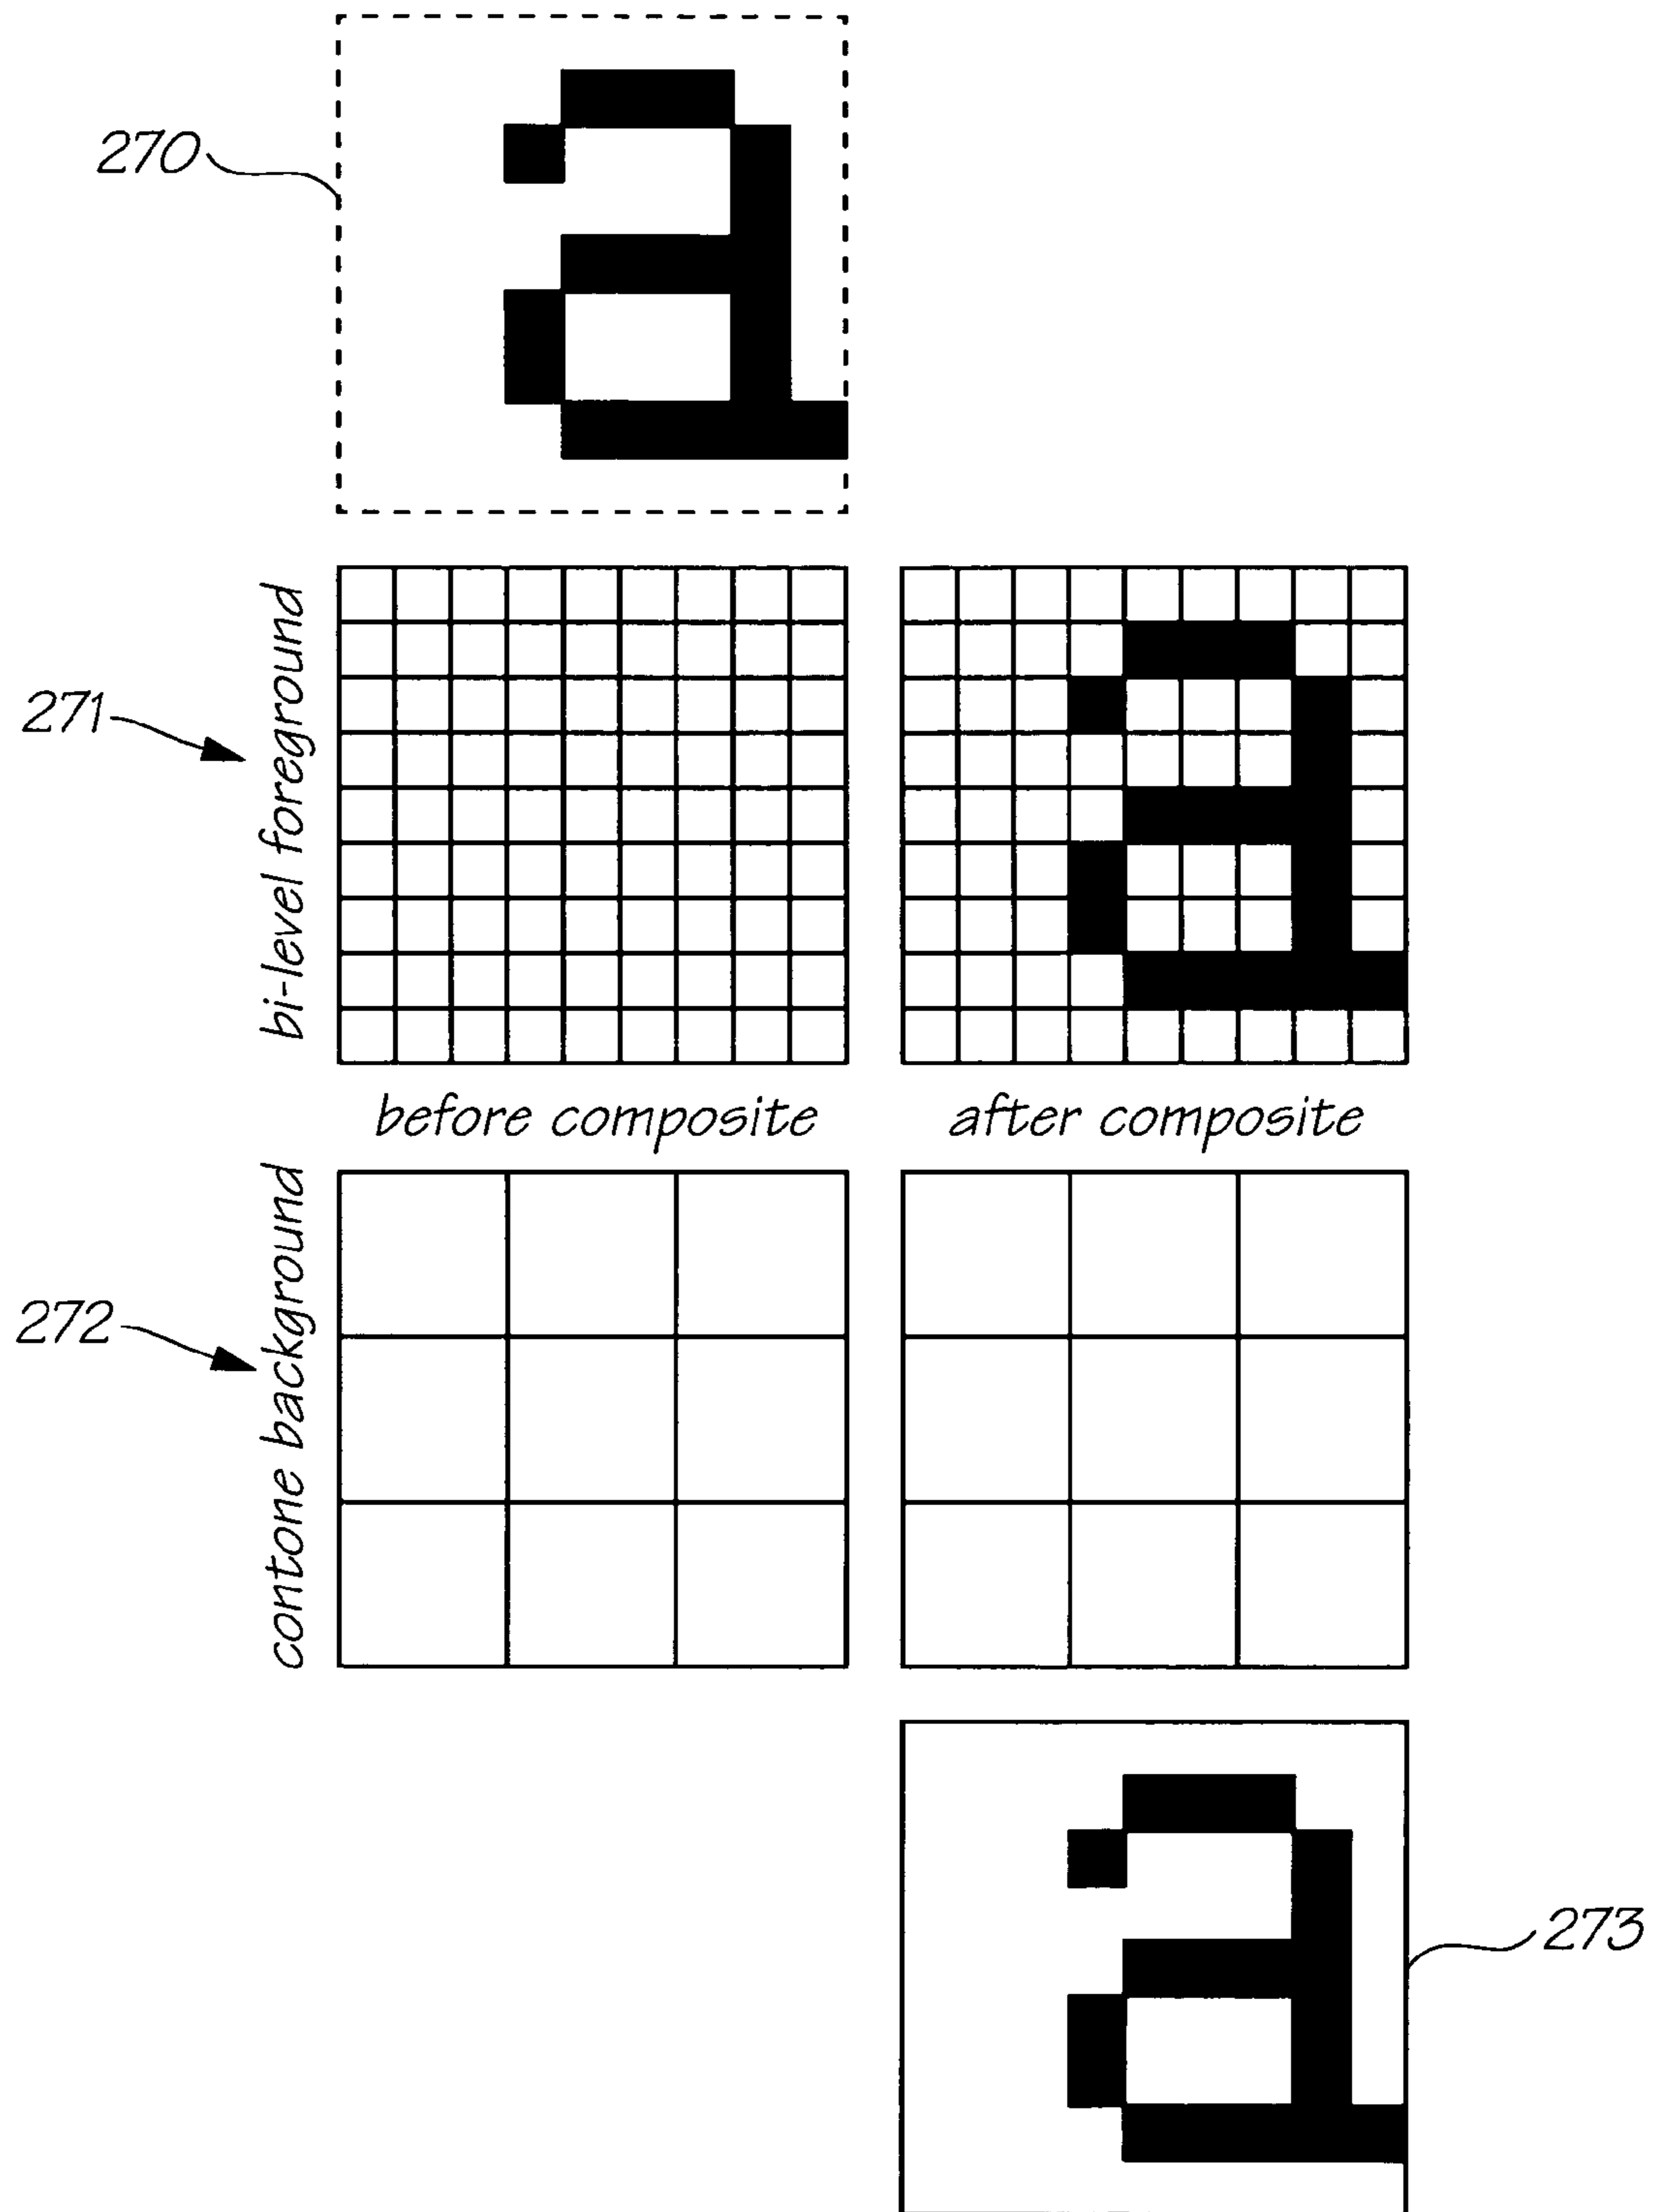 270
a
271
bi-level foreground
a
before composite
after composite
272
contone background
a
273